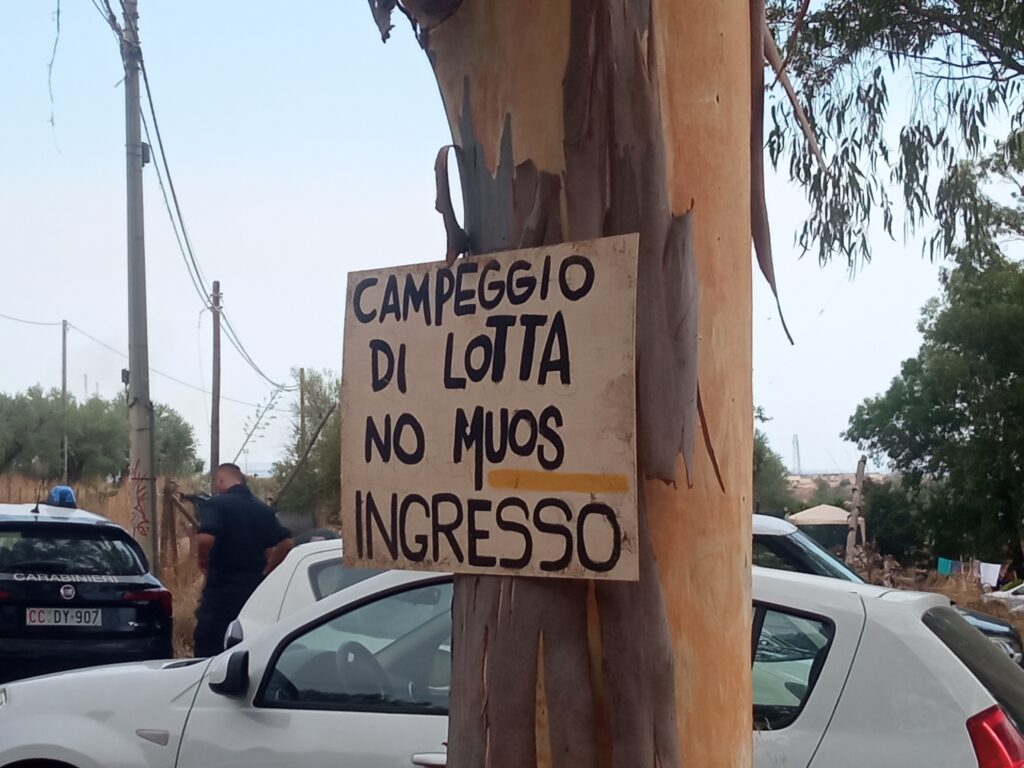 CAMPEGGIO
DI LOTTA
NO MUOS
INGRESSO
CARABINIERI
CC DY-907